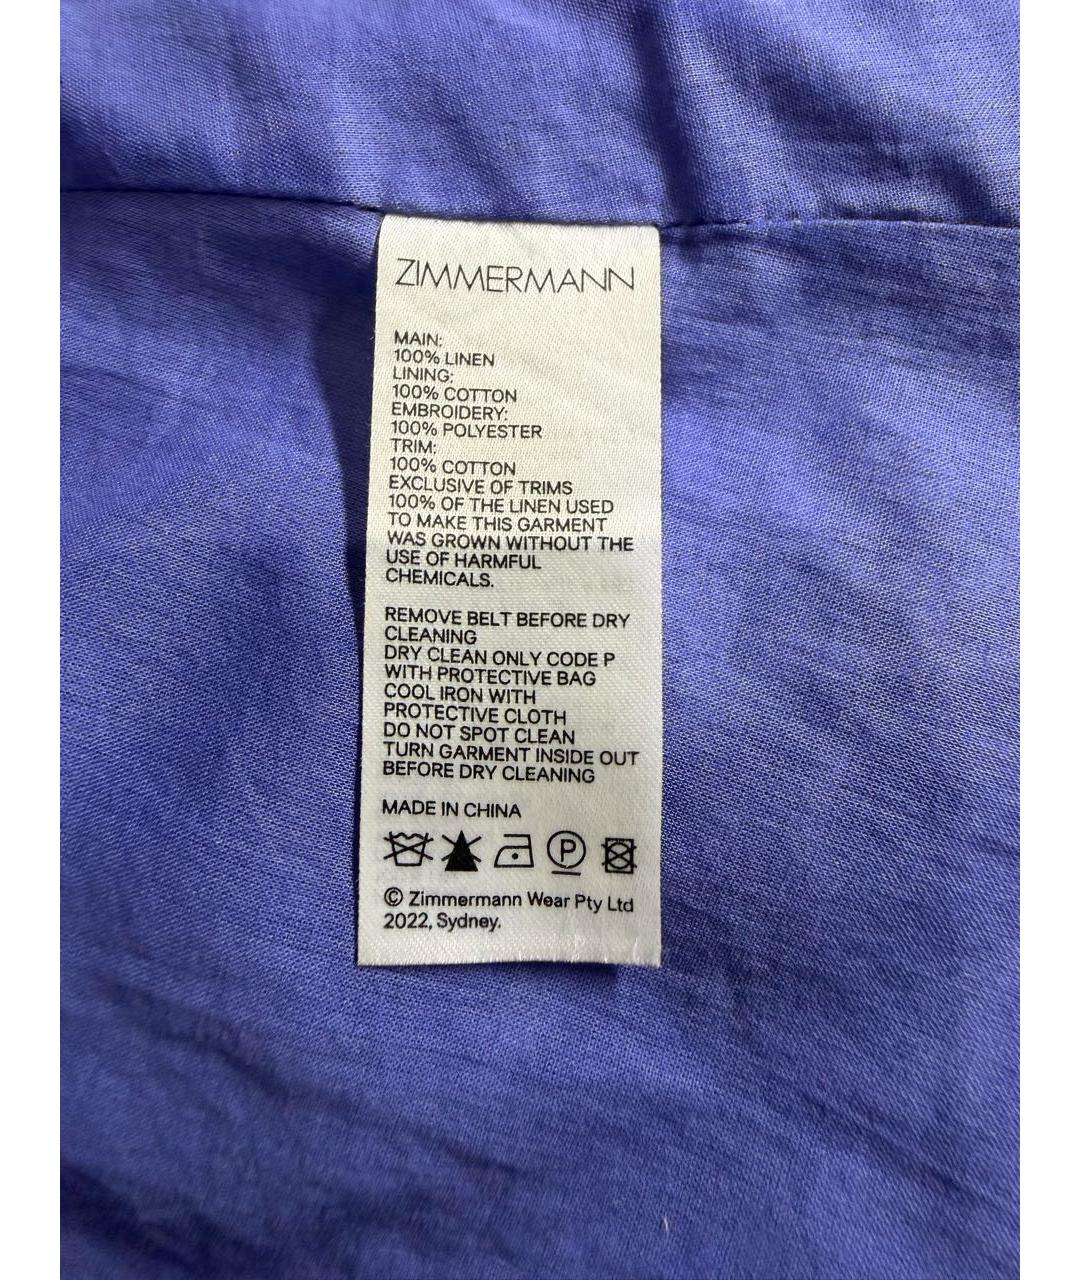 ZIMMERMANN
MAIN:
100% LINEN
LINING:
100% COTTON
EMBROIDERY:
100% POLYESTER
TRIM:
100% COTTON
EXCLUSIVE OF TRIMS
100% OF THE LINEN USED
TO MAKE THIS GARMENT
WAS GROWN WITHOUT THE
USE OF HARMFUL
CHEMICALS.
REMOVE BELT BEFORE DRY
CLEANING
DRY CLEAN ONLY CODE P
WITH PROTECTIVE BAG
COOL IRON WITH
PROTECTIVE CLOTH
DO NOT SPOT CLEAN
TURN GARMENT INSIDE OUT
BEFORE DRY CLEANING
MADE IN CHINA
P
© Zimmermann Wear Pty Ltd
2022, Sydney.